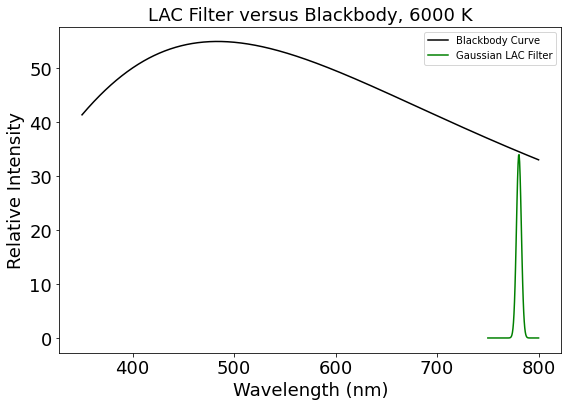 LAC Filter versus Blackbody, 6000 K
Blackbody Curve
Gaussian LAC Filter
Relative Intensity
50
40
30
20
10
0
400 500 600 700 800
Wavelength (nm)